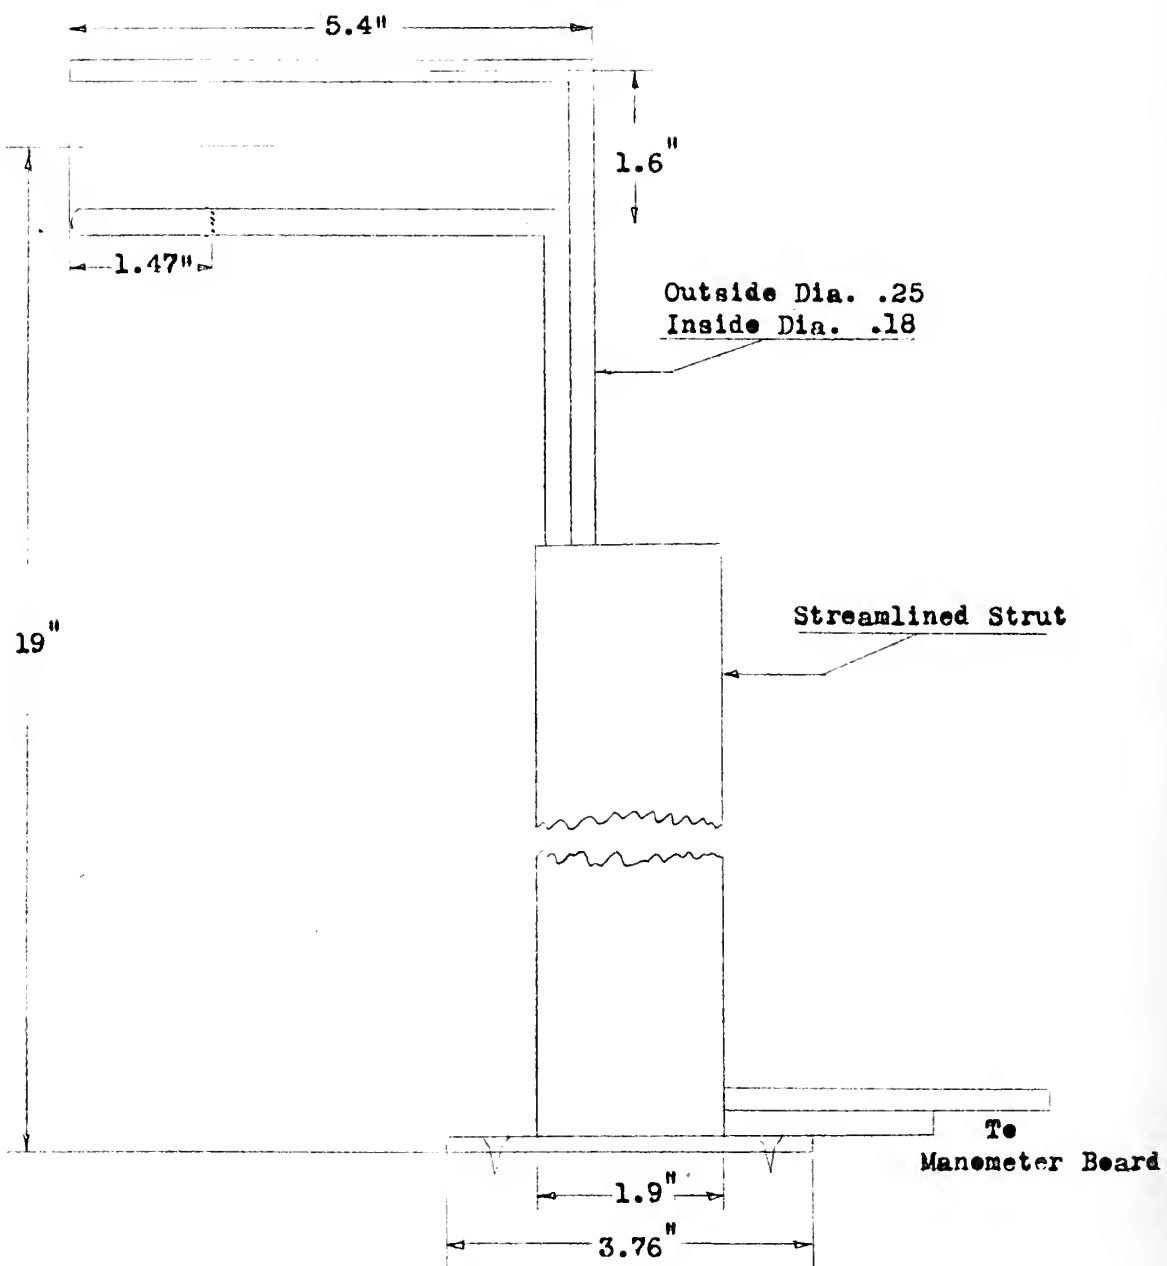 5.4"
1.6"
1.47"
Outside Dia. .25
Inside Dia. .18
19"
Streamlined Strut
To
Manometer Board
1.9"
3.76"